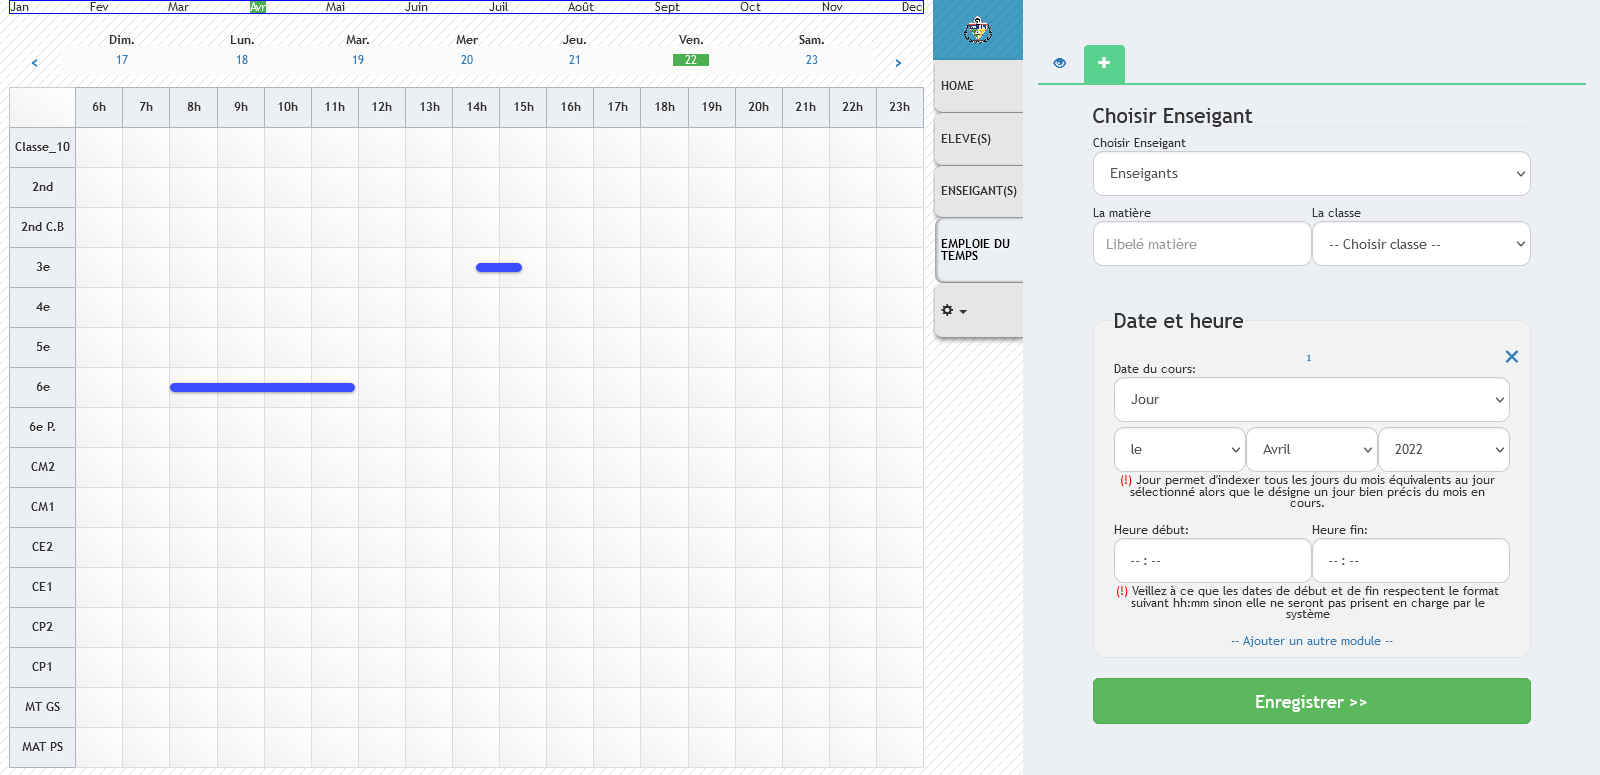 Jan Fev Mar Avr Mai Juin Juil Août Sept Oct Nov Dec
Dim. Lun. Mar. Mer Jeu. Ven. Sam.
< 17 18 19 20 21 22 23 >
6h 7h 8h 9h 10h 11h 12h 13h 14h 15h 16h 17h 18h 19h 20h 21h 22h 23h
Classe_10
2nd
2nd C.B
3e
4e
5e
6e
6e P.
CM2
CM1
CE2
CE1
CP2
CP1
MT GS
MAT PS
HOME
ELEVE(S)
ENSEIGANT(S)
EMPLOIE DU
TEMPS
Choisir Enseigant
Choisir Enseigant
Enseigants
La matière La classe
Libelé matière -- Choisir classe --
Date et heure
1
Date du cours:
Jour
le Avril 2022
(!) Jour permet d'indexer tous les jours du mois équivalents au jour
sélectionné alors que le désigne un jour bien précis du mois en
cours.
Heure début: Heure fin:
-- : -- -- : --
(!) Veillez à ce que les dates de début et de fin respectent le format
suivant hh:mm sinon elle ne seront pas prisent en charge par le
système
-- Ajouter un autre module --
Enregistrer >>